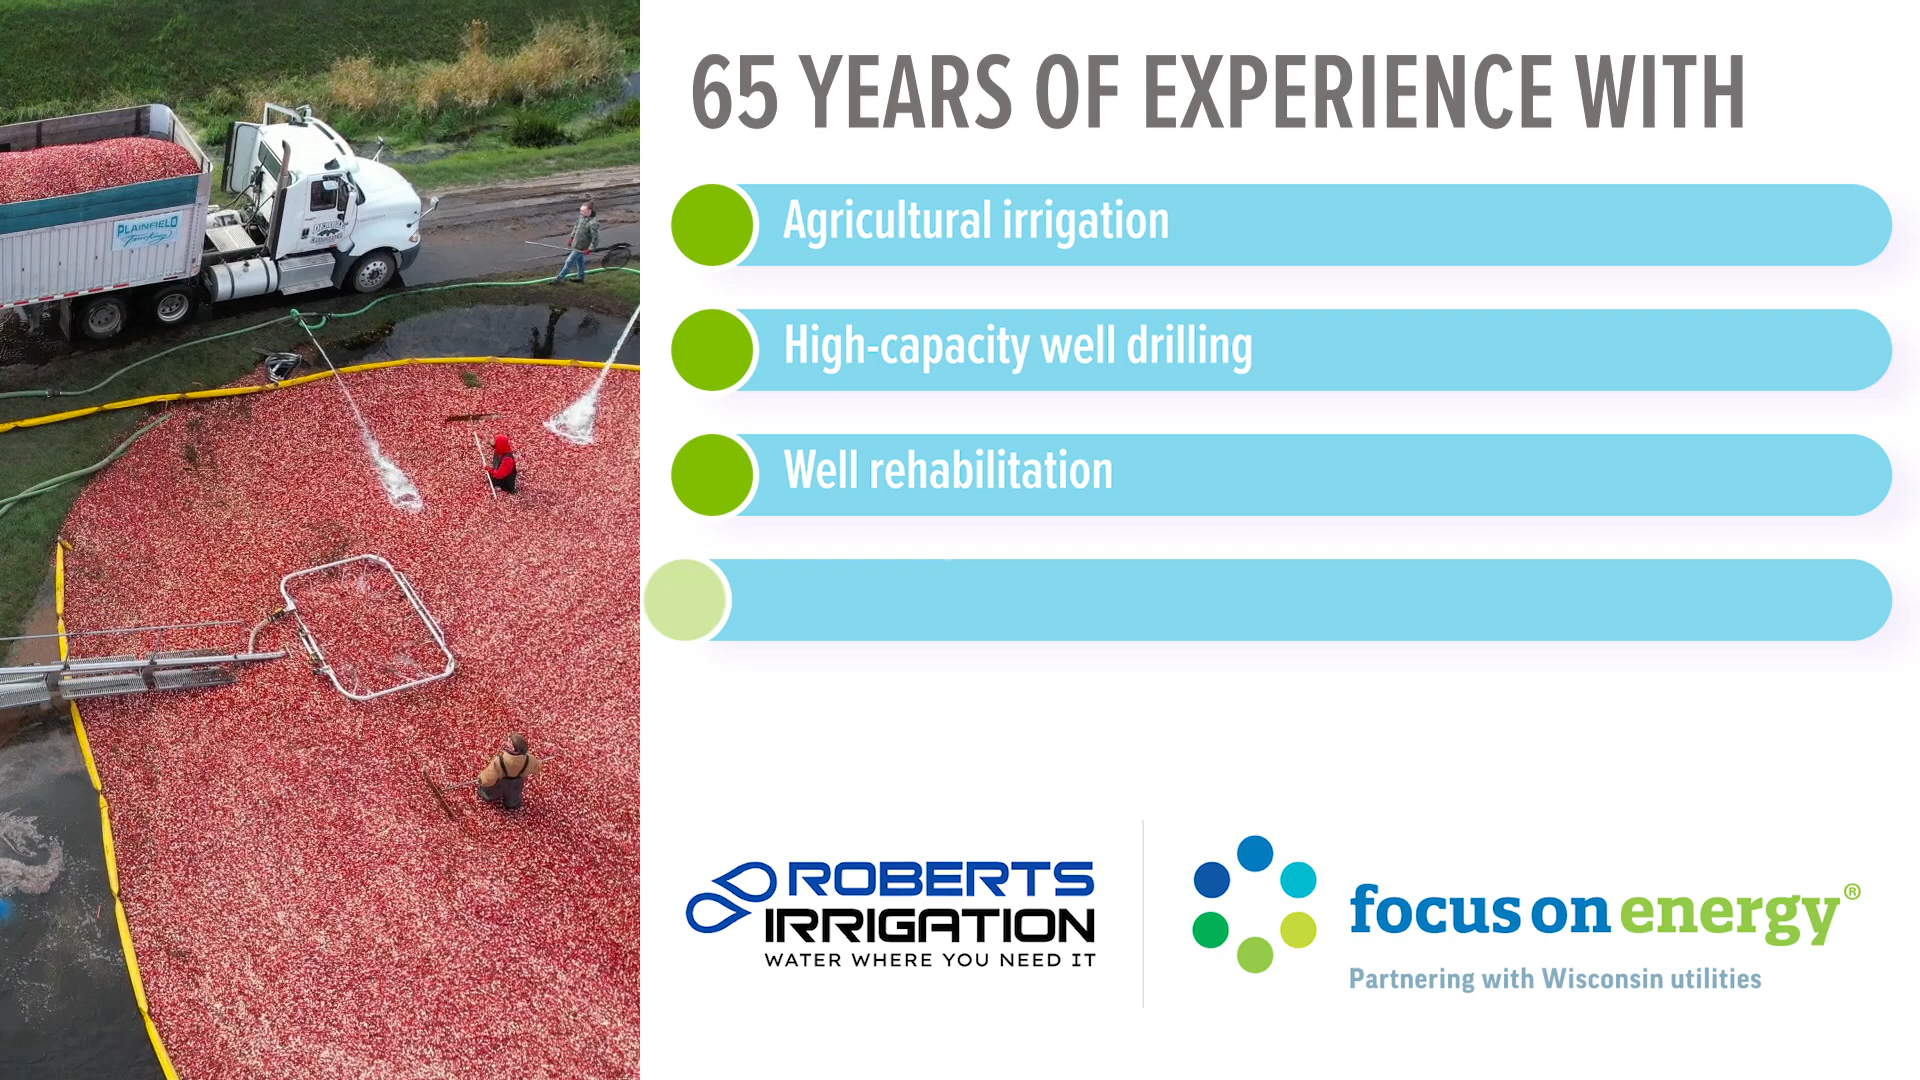 65 YEARS OF EXPERIENCE WITH
Agricultural irrigation
High-capacity well drilling
Well rehabilitation
PLAINFIELD
Trucking
ROBERTS
IRRIGATION
WATER WHERE YOU NEED IT
focus on energy®
Partnering with Wisconsin utilities